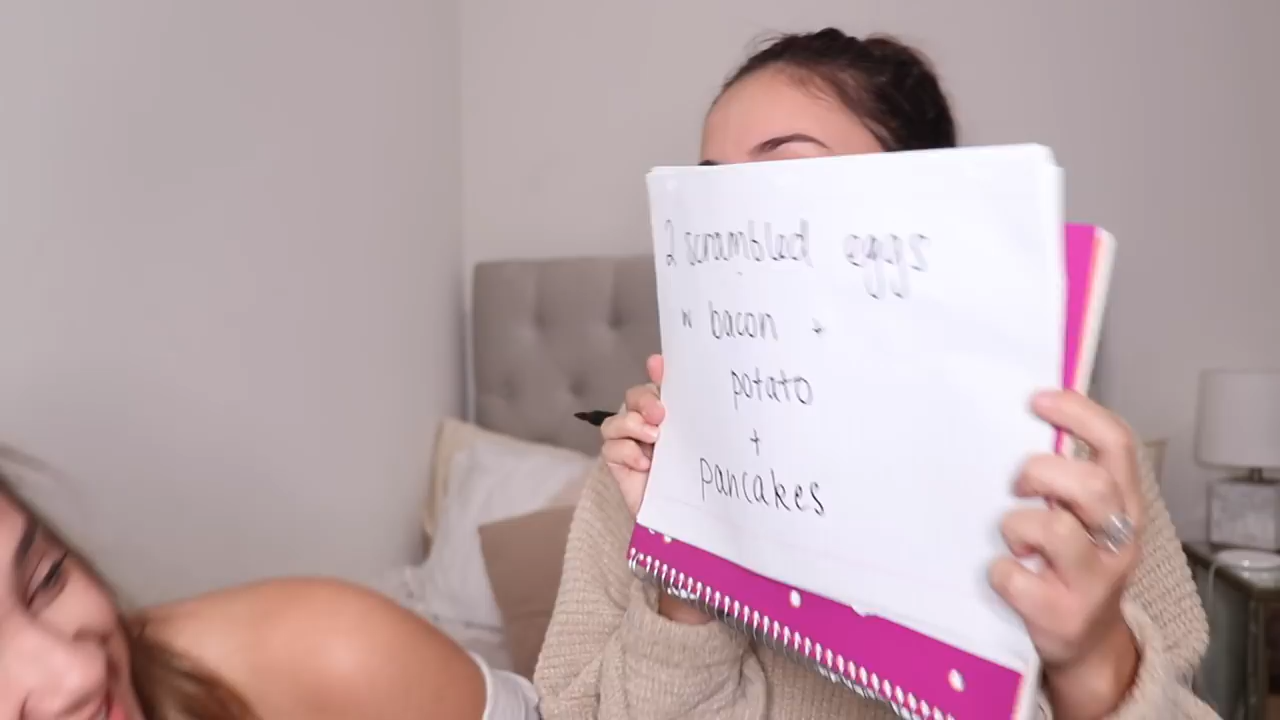 2 scrambled eggs
w bacon +
potato
+
pancakes